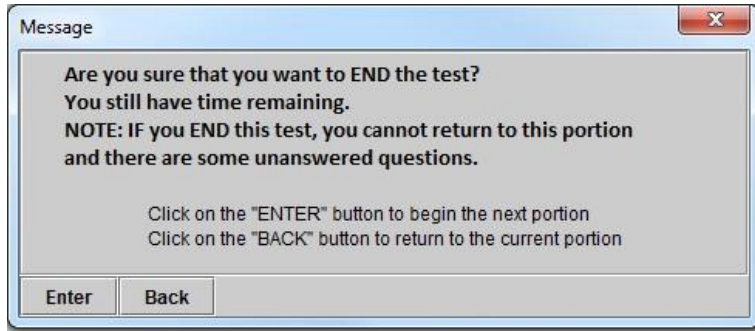 Message
Are you sure that you want to END the test?
You still have time remaining.
NOTE: IF you END this test, you cannot return to this portion
and there are some unanswered questions.
Click on the "ENTER" button to begin the next portion
Click on the "BACK" button to return to the current portion
Enter Back